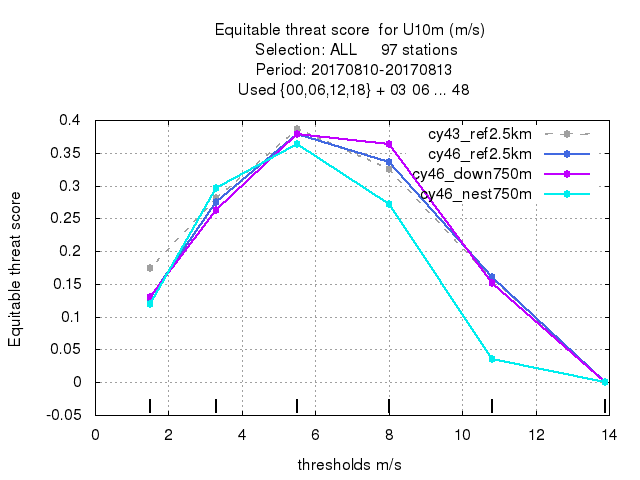 Equitable threat score for U10m (m/s)
Selection: ALL 97 stations
Period: 20170810-20170813
Used {00,06,12,18} + 03 06 ... 48
cy43_ref2.5km
cy46_ref2.5km
cy46_down750m
cy46_nest750m
Equitable threat score
0.4
0.35
0.3
0.25
0.2
0.15
0.1
0.05
0
-0.05
0 2 4 6 8 10 12 14
thresholds m/s